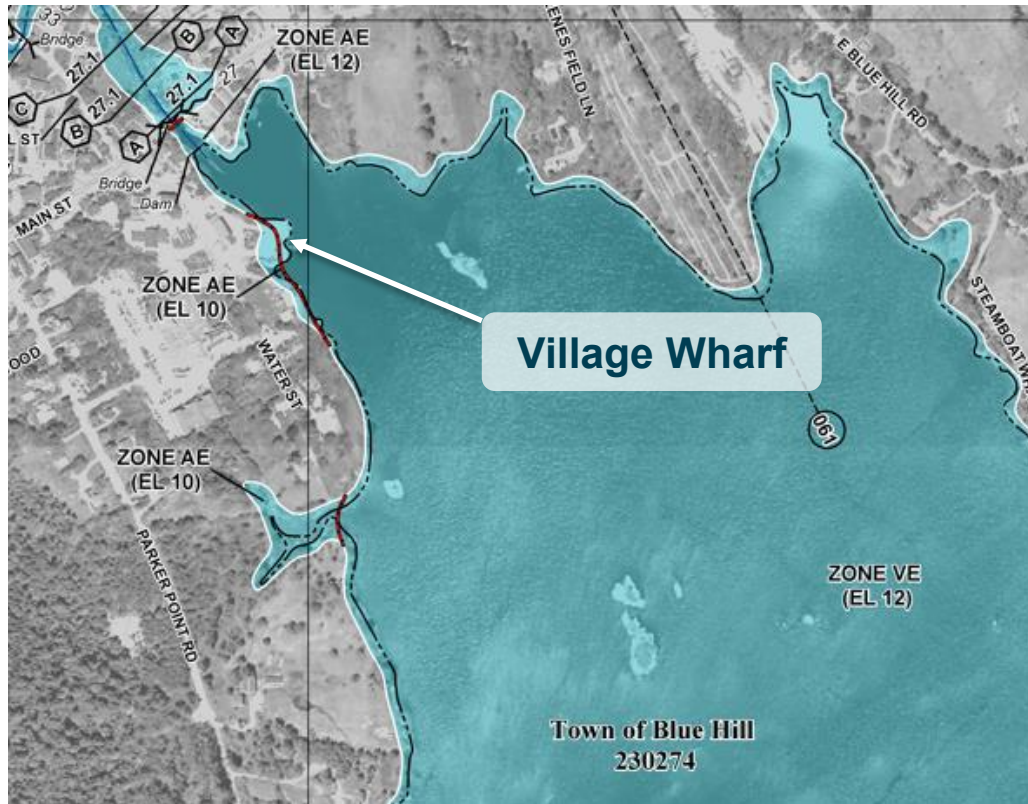 33
Bridge
27.1
B
A
ZONE AE
(EL 12)
C
27.1
B
27.1
27
A
L ST
Bridge
Dam
MAIN ST
ENES FIELD LN
E BLUE HILL RD
ZONE AE
(EL 10)
Village Wharf
STEAMBOAT
OOD
WATER ST
061
ZONE AE
(EL 10)
PARKER POINT RD
ZONE VE
(EL 12)
Town of Blue Hill
230274